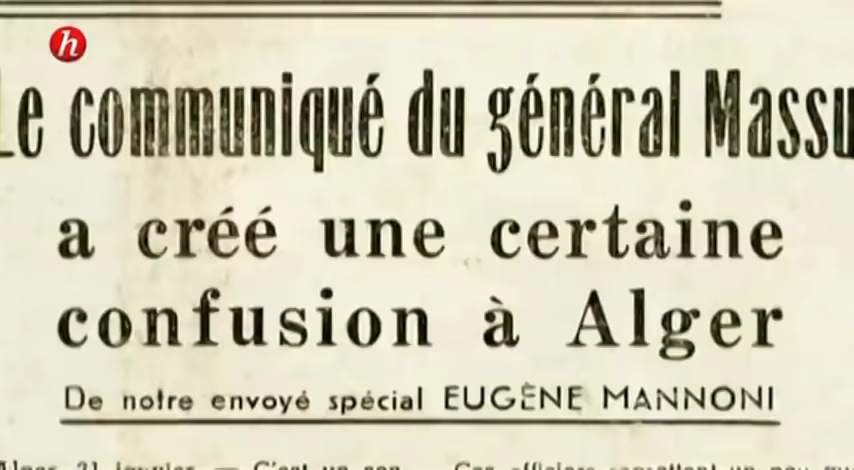 h
Le communiqué du général Massu
a créé une certaine
confusion à Alger
De notre envoyé spécial EUGÈNE MANNONI